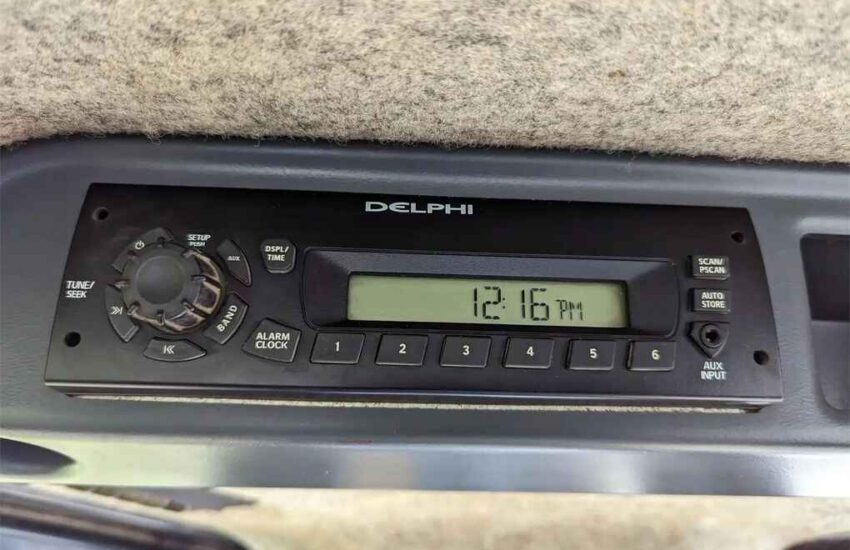 DELPHI
SETUP
PUSH
AUX
DSPL/
TIME
TUNE/
SEEK
BAND
ALARM
CLOCK
12:16 PM
1 2 3 4 5 6
SCAN/
PSCAN
AUTO
STORE
AUX
INPUT